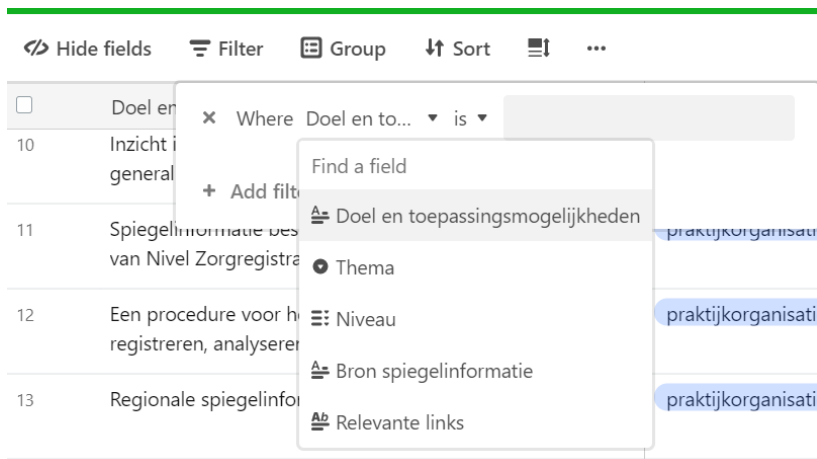 Hide fields Filter Group Sort
Doel en
Where Doel en to... is
10 Inzicht i
general
+ Add filt
Find a field
Doel en toepassingsmogelijkheden
11 Spiegelinformatie bes
praktijkorganisati
van Nivel Zorgregistra
Thema
12 Een procedure voor h
Niveau
praktijkorganisati
registreren, analyserer
Bron spiegelinformatie
13 Regionale spiegelinfor
praktijkorganisati
Relevante links